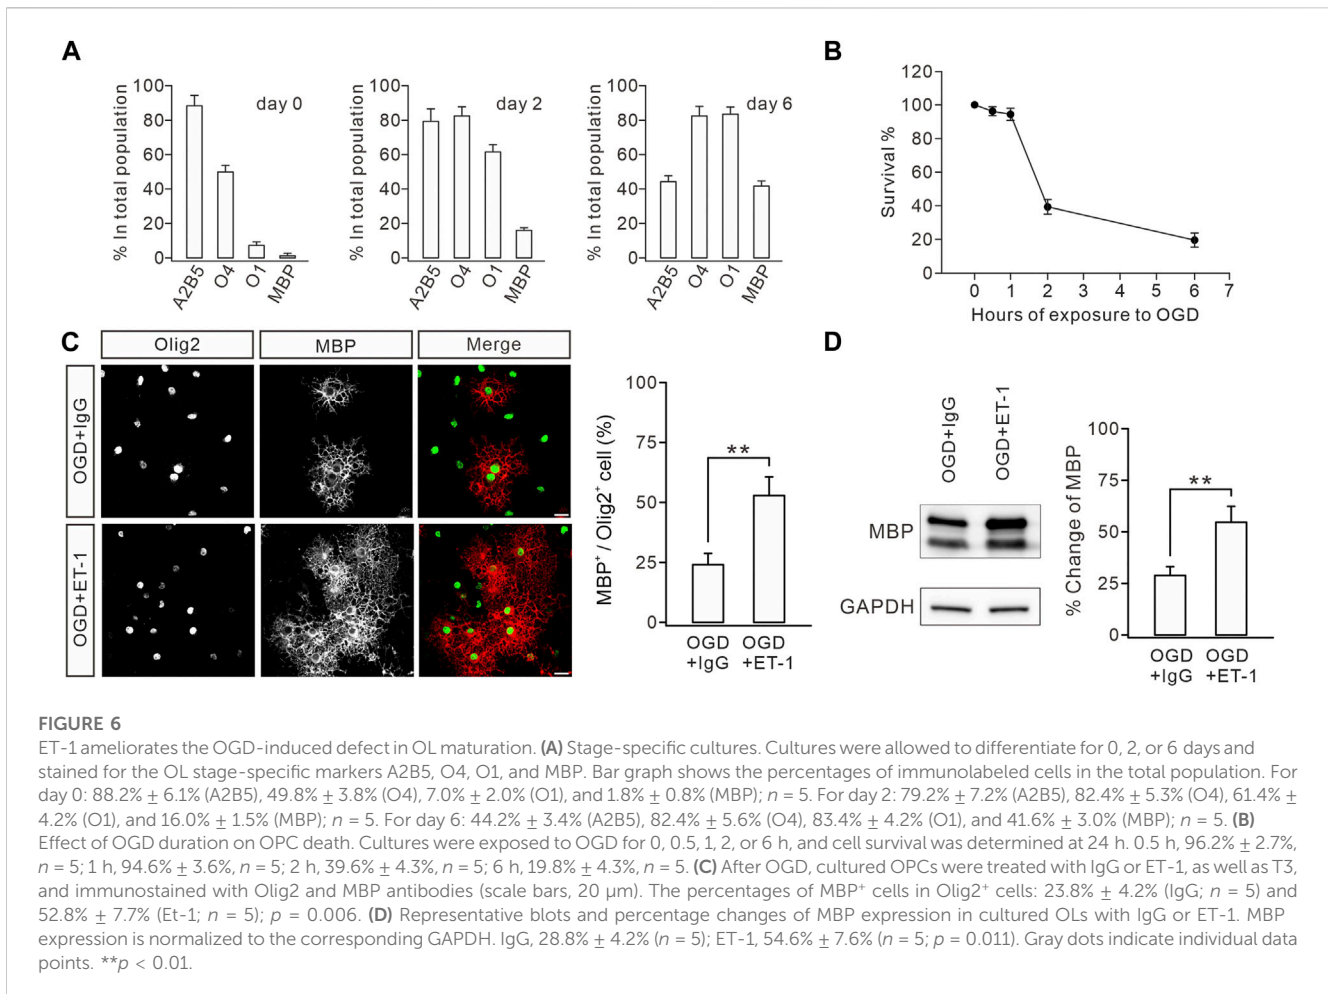 A
% In total population
100
80
60
40
20
0
day 0
A2B5
O4
O1
MBP
% In total population
100
80
60
40
20
0
day 2
A2B5
O4
O1
MBP
% In total population
100
80
60
40
20
0
day 6
A2B5
O4
O1
MBP
B
Survival %
120
100
80
60
40
20
0
0 1 2 3 4 5 6 7
Hours of exposure to OGD
C
Olig2
MBP
Merge
OGD+IgG
OGD+ET-1
MBP⁺ / Olig2⁺ cell (%)
100
75
50
25
0
**
OGD OGD
+IgG +ET-1
D
OGD+IgG
OGD+ET-1
MBP
GAPDH
% Change of MBP
100
75
50
25
0
**
OGD OGD
+IgG +ET-1
FIGURE 6
ET-1 ameliorates the OGD-induced defect in OL maturation. (A) Stage-specific cultures. Cultures were allowed to differentiate for 0, 2, or 6 days and
stained for the OL stage-specific markers A2B5, O4, O1, and MBP. Bar graph shows the percentages of immunolabeled cells in the total population. For
day 0: 88.2% ± 6.1% (A2B5), 49.8% ± 3.8% (O4), 7.0% ± 2.0% (O1), and 1.8% ± 0.8% (MBP); n = 5. For day 2: 79.2% ± 7.2% (A2B5), 82.4% ± 5.3% (O4), 61.4% ±
4.2% (O1), and 16.0% ± 1.5% (MBP); n = 5. For day 6: 44.2% ± 3.4% (A2B5), 82.4% ± 5.6% (O4), 83.4% ± 4.2% (O1), and 41.6% ± 3.0% (MBP); n = 5. (B)
Effect of OGD duration on OPC death. Cultures were exposed to OGD for 0, 0.5, 1, 2, or 6 h, and cell survival was determined at 24 h. 0.5 h, 96.2% ± 2.7%,
n = 5; 1 h, 94.6% ± 3.6%, n = 5; 2 h, 39.6% ± 4.3%, n = 5; 6 h, 19.8% ± 4.3%, n = 5. (C) After OGD, cultured OPCs were treated with IgG or ET-1, as well as T3,
and immunostained with Olig2 and MBP antibodies (scale bars, 20 µm). The percentages of MBP⁺ cells in Olig2⁺ cells: 23.8% ± 4.2% (IgG; n = 5) and
52.8% ± 7.7% (Et-1; n = 5); p = 0.006. (D) Representative blots and percentage changes of MBP expression in cultured OLs with IgG or ET-1. MBP
expression is normalized to the corresponding GAPDH. IgG, 28.8% ± 4.2% (n = 5); ET-1, 54.6% ± 7.6% (n = 5; p = 0.011). Gray dots indicate individual data
points. **p < 0.01.